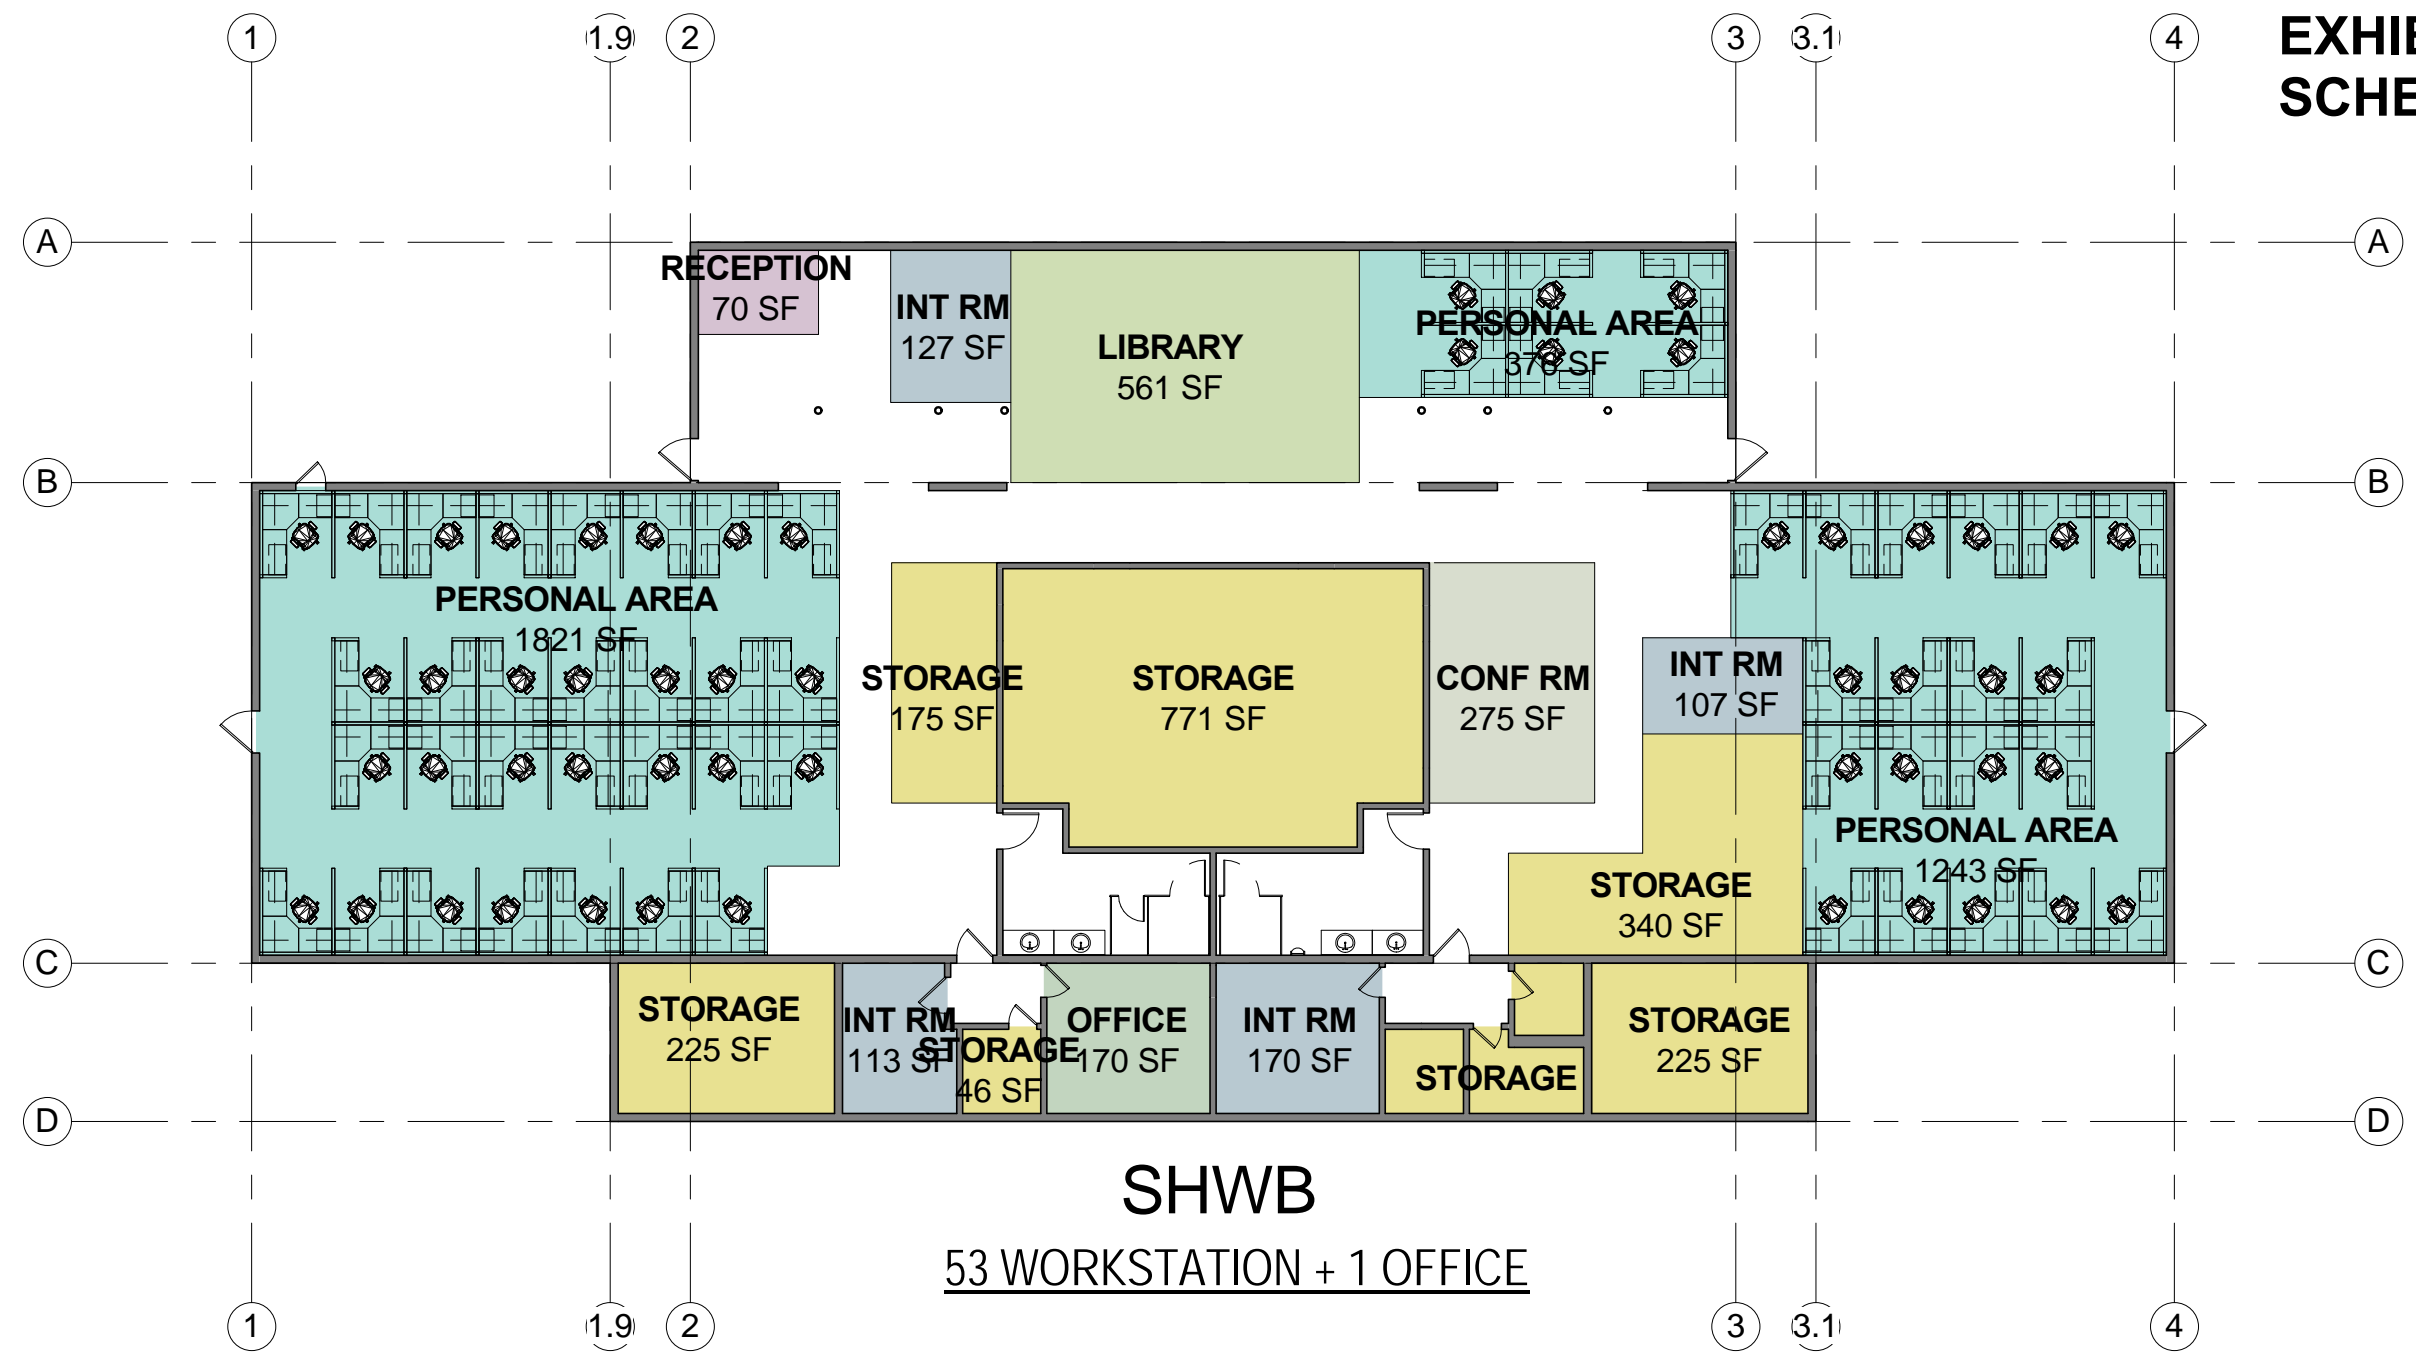 1
1.9
2
3
3.1
4
A
A
RECEPTION
70 SF
INT RM
127 SF
LIBRARY
561 SF
PERSONAL AREA
SF
B
B
PERSONAL AREA
1821 SF
STORAGE
175 SF
STORAGE
771 SF
CONF RM
275 SF
INT RM
107 SF
PERSONAL AREA
1243 SF
STORAGE
340 SF
C
C
STORAGE
225 SF
INT RM
113 SF
STORAGE
46 SF
OFFICE
170 SF
INT RM
170 SF
STORAGE
STORAGE
225 SF
D
D
SHWB
53 WORKSTATION + 1 OFFICE
1
1.9
2
3
3.1
4